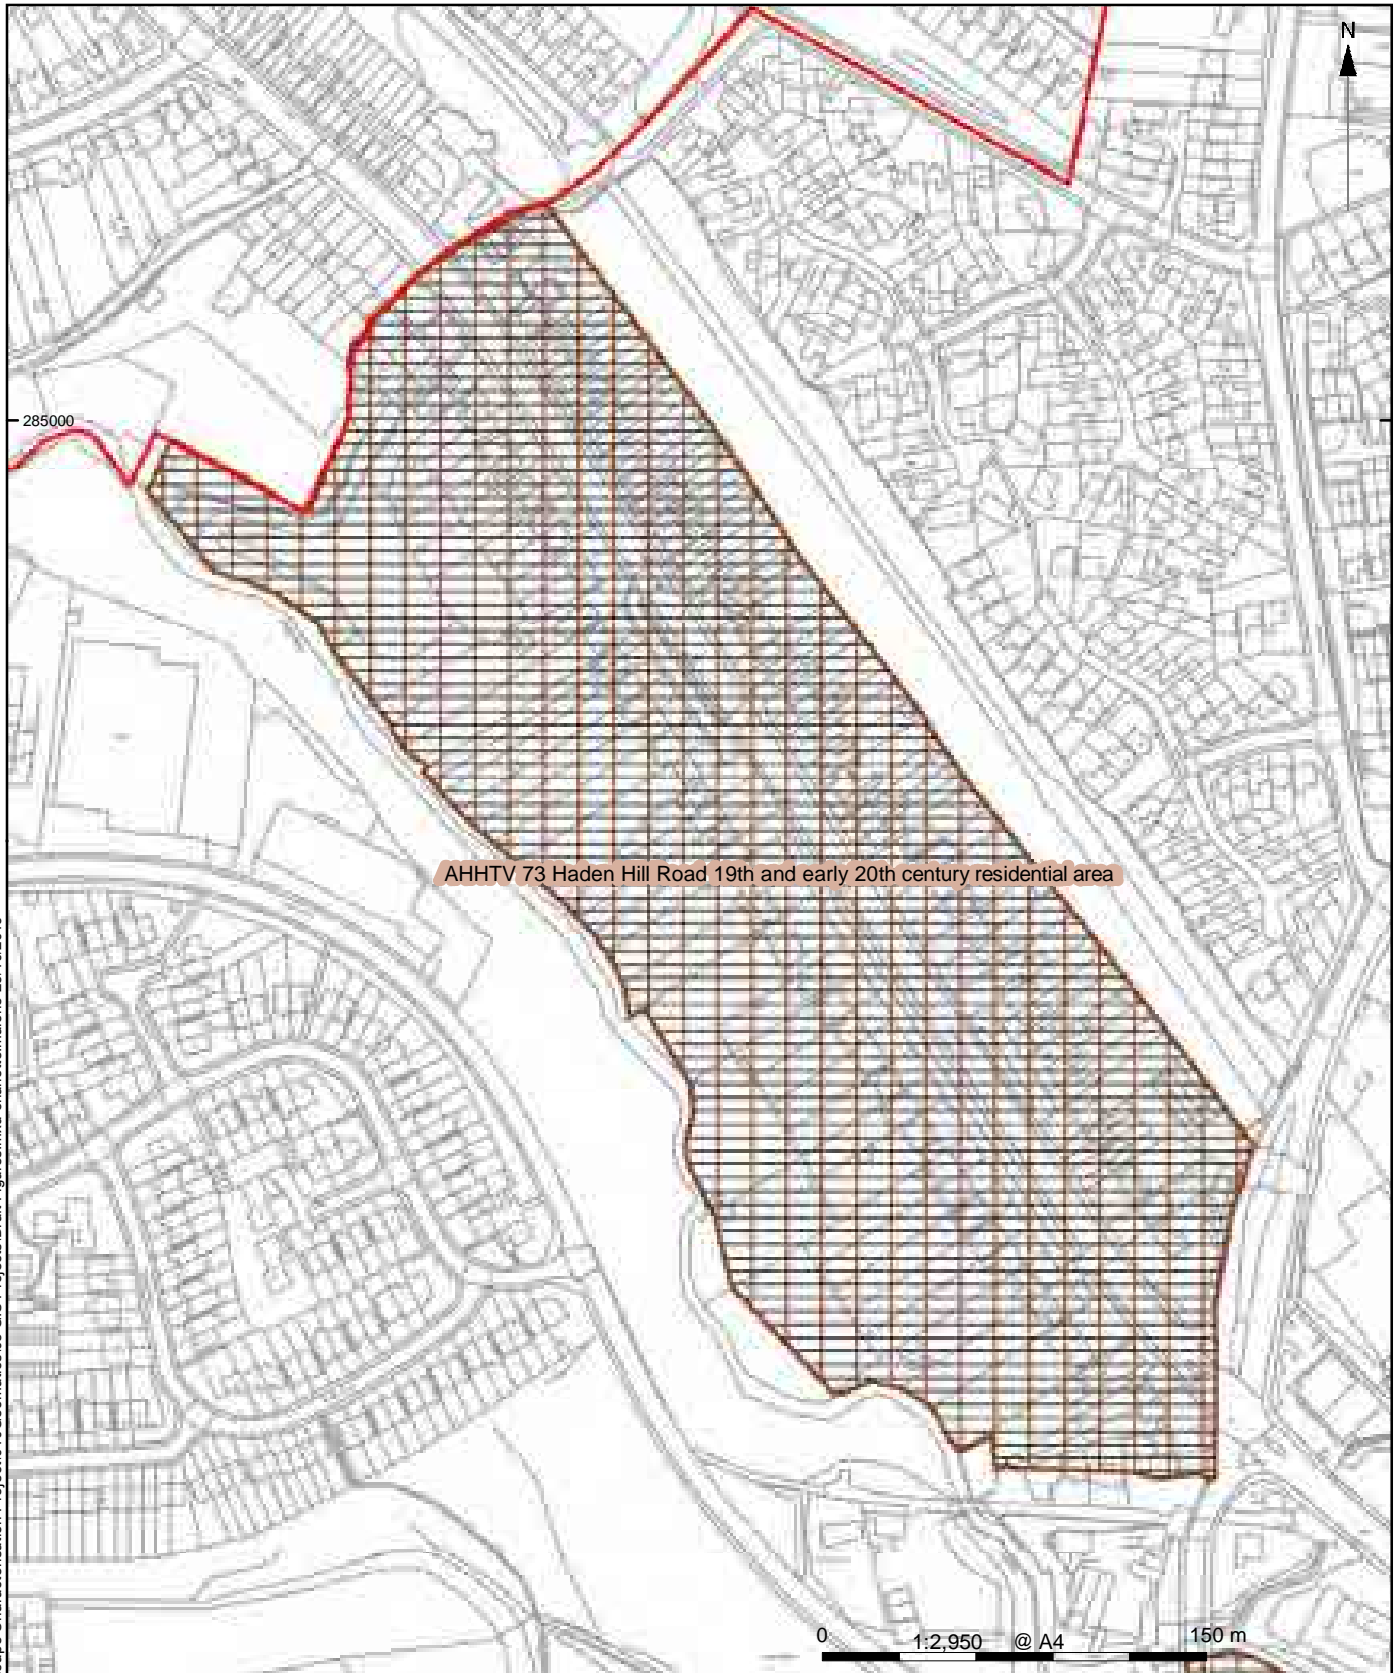 N
285000
AHHTV 73 Haden Hill Road 19th and early 20th century residential area
0 1:2,950 @ A4 150 m